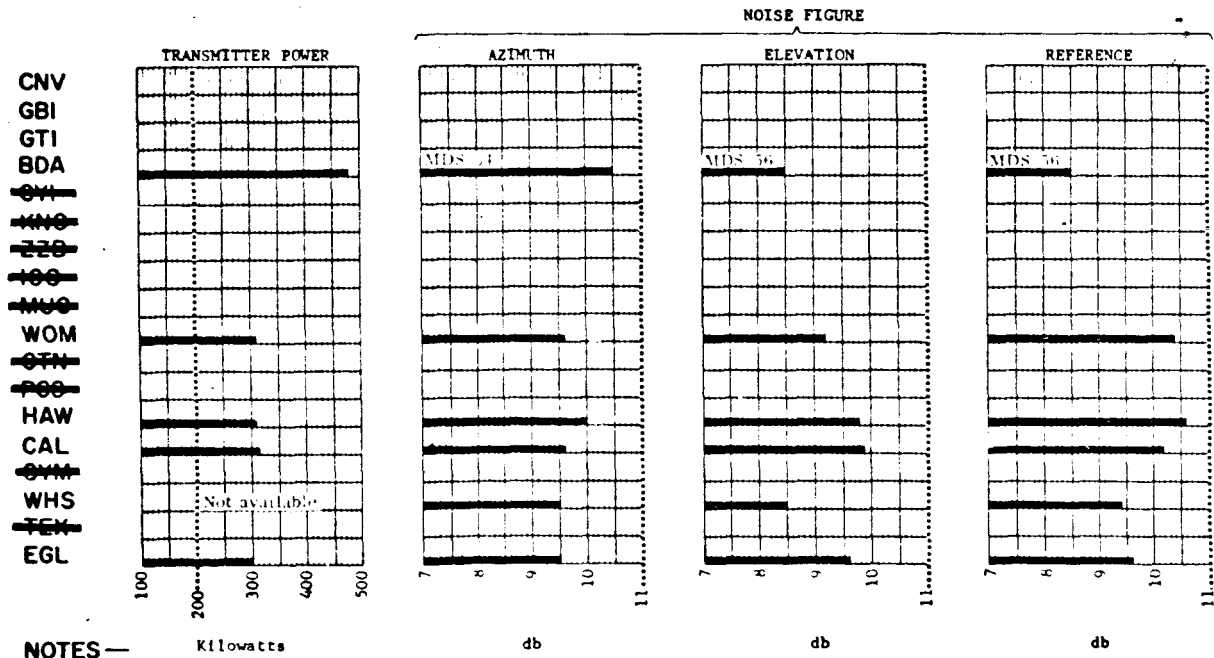 NOISE FIGURE
TRANSMITTER POWER AZIMUTH ELEVATION REFERENCE
CNV
GBI
GTI
BDA MDS MDS 56 MDS 56
WOM
HAW
CAL
WHS Not available
EGL
100 200 300 400 500 7 8 9 10 11 7 8 9 10 11 7 8 9 10 11
NOTES — Kilowatts db db db